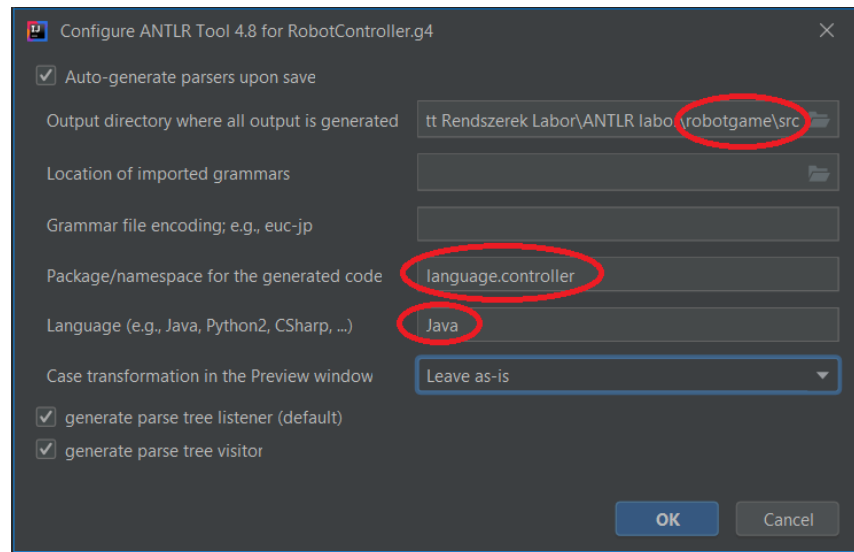 Configure ANTLR Tool 4.8 for RobotController.g4
Auto-generate parsers upon save
Output directory where all output is generated tt Rendszerek Labor\ANTLR labor\robotgame\src
Location of imported grammars
Grammar file encoding; e.g., euc-jp
Package/namespace for the generated code language.controller
Language (e.g., Java, Python2, CSharp, ...) Java
Case transformation in the Preview window Leave as-is
generate parse tree listener (default)
generate parse tree visitor
OK Cancel